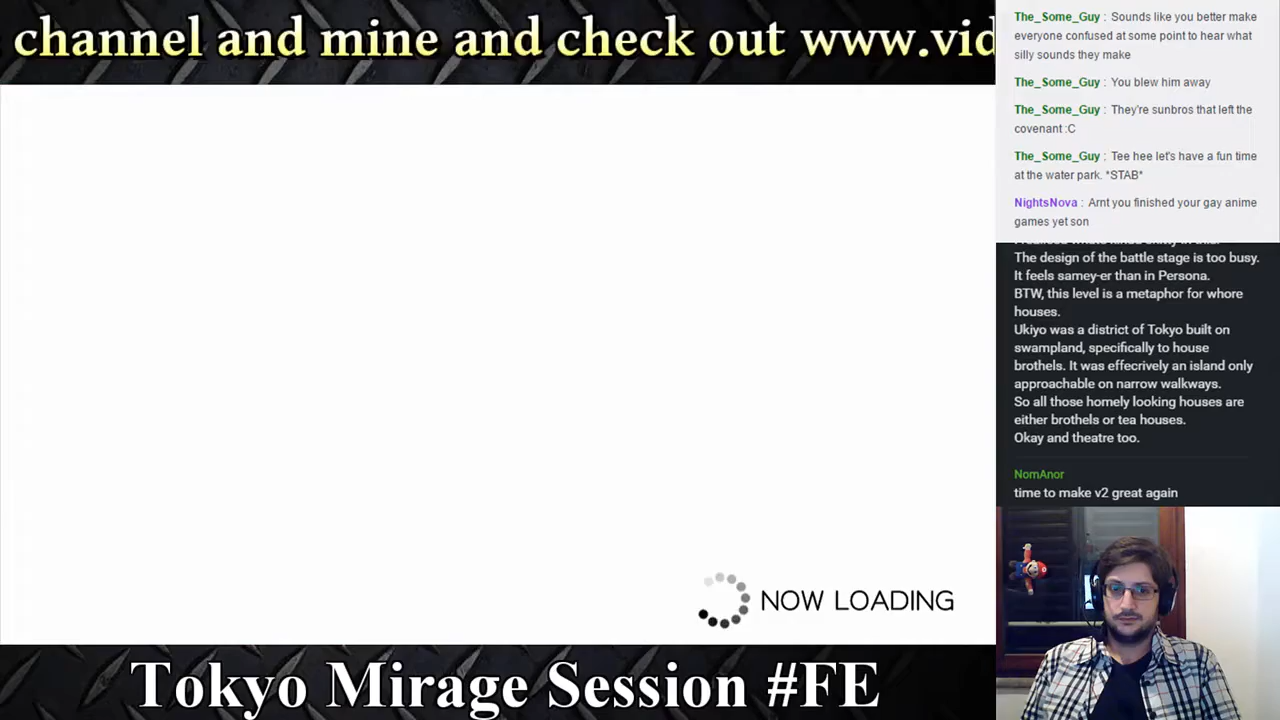 channel and mine and check out www.vid
The_Some_Guy : Sounds like you better make
everyone confused at some point to hear what
silly sounds they make
The_Some_Guy : You blew him away
The_Some_Guy : They're sunbros that left the
covenant :C
The_Some_Guy : Tee hee let's have a fun time
at the water park. *STAB*
NightsNova : Arnt you finished your gay anime
games yet son
The design of the battle stage is too busy.
It feels samey-er than in Persona.
BTW, this level is a metaphor for whore
houses.
Ukiyo was a district of Tokyo built on
swampland, specifically to house
brothels. It was effecrively an island only
approachable on narrow walkways.
So all those homely looking houses are
either brothels or tea houses.
Okay and theatre too.
NomAnor
time to make v2 great again
NOW LOADING
Tokyo Mirage Session #FE